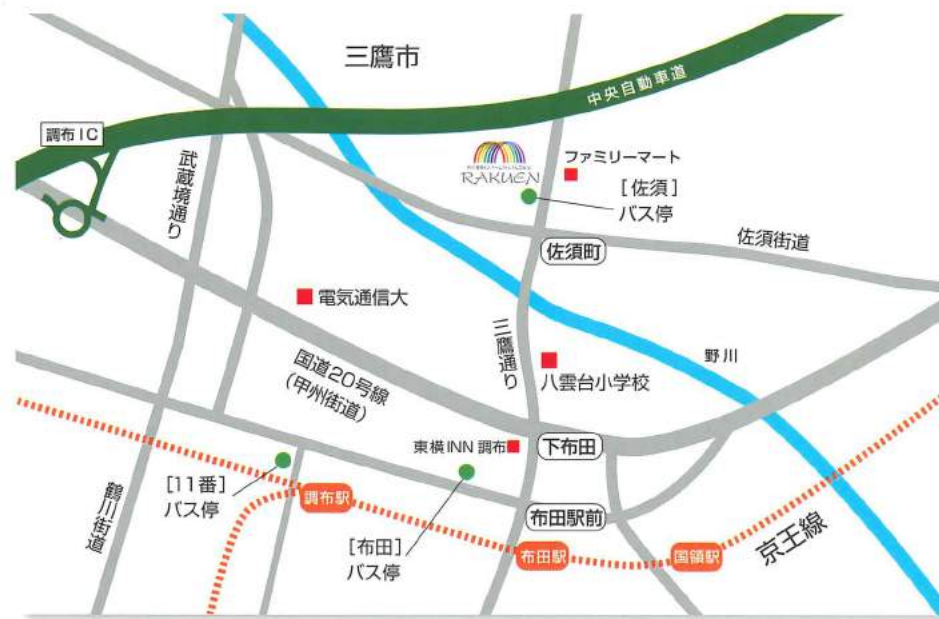 三鷹市
中央自動車道
調布IC
武蔵境通り
RAKUEN
ファミリーマート
[佐須]
バス停
佐須町
佐須街道
電気通信大
国道20号線
(甲州街道)
三鷹通り
八雲台小学校
野川
東横INN 調布
下布田
[11番]
バス停
調布駅
鶴川街道
[布田]
バス停
布田駅前
布田駅
国領駅
京王線